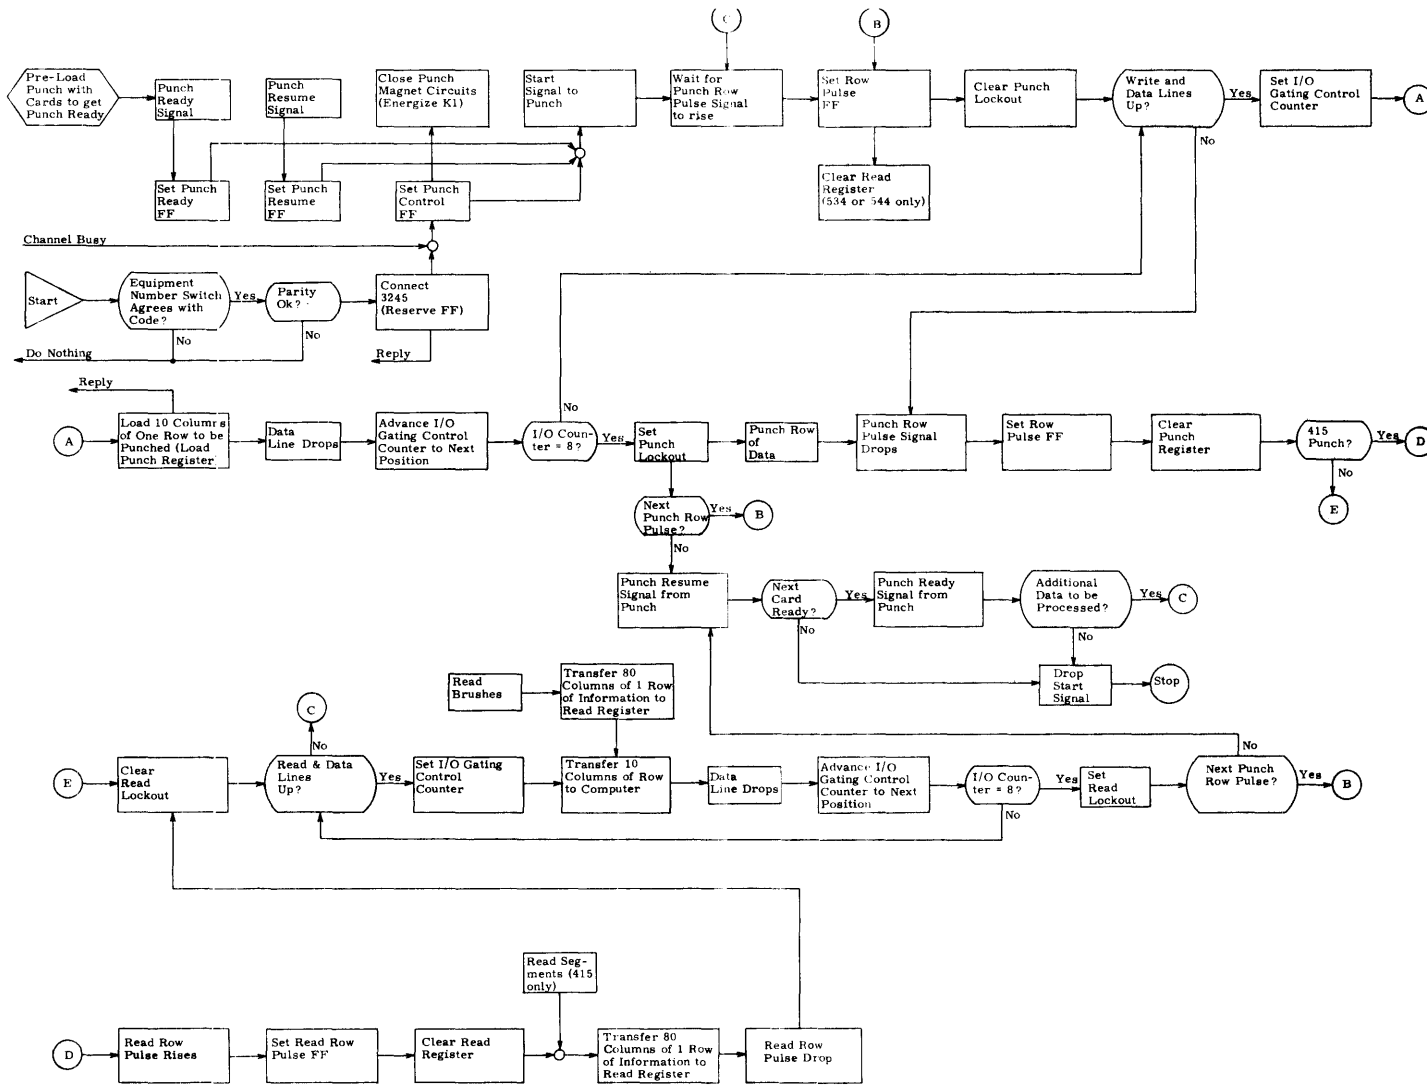 C
B
Pre-Load
Punch with
Cards to get
Punch Ready
Punch
Ready
Signal
Punch
Resume
Signal
Close Punch
Magnet Circuits
(Energize K1)
Start
Signal to
Punch
Wait for
Punch Row
Pulse Signal
to rise
Set Row
Pulse
FF
Clear Punch
Lockout
Write and
Data Lines
Up?
Yes
Set I/O
Gating Control
Counter
A
No
Set Punch
Ready
FF
Set Punch
Resume
FF
Set Punch
Control
FF
Clear Read
Register
(534 or 544 only)
Channel Busy
Start
Equipment
Number Switch
Agrees with
Code?
Yes
Parity
Ok?
Connect
3245
(Reserve FF)
No
No
Do Nothing
Reply
Reply
A
Load 10 Columns
of One Row to be
Punched (Load
Punch Register)
Data
Line Drops
Advance I/O
Gating Control
Counter to Next
Position
No
I/O Coun-
ter = 8?
Yes
Set
Punch
Lockout
Punch Row
of
Data
Punch Row
Pulse Signal
Drops
Set Row
Pulse FF
Clear
Punch
Register
415
Punch?
Yes
D
No
E
Next
Punch Row
Pulse?
Yes
B
No
Punch Resume
Signal from
Punch
Next
Card
Ready?
Yes
Punch Ready
Signal from
Punch
Additional
Data to be
Processed?
Yes
C
No
No
Drop
Start
Signal
Stop
Read
Brushes
Transfer 80
Columns of 1 Row
of Information to
Read Register
C
No
E
Clear
Read
Lockout
Read & Data
Lines
Up?
Yes
Set I/O Gating
Control
Counter
Transfer 10
Columns of Row
to Computer
Data
Line Drops
Advance I/O
Gating Control
Counter to Next
Position
I/O Coun-
ter = 8?
Yes
Set
Read
Lockout
No
Next Punch
Row Pulse?
Yes
B
No
Read Seg-
ments (415
only)
D
Read Row
Pulse Rises
Set Read Row
Pulse FF
Clear Read
Register
Transfer 80
Columns of 1 Row
of Information to
Read Register
Read Row
Pulse Drop